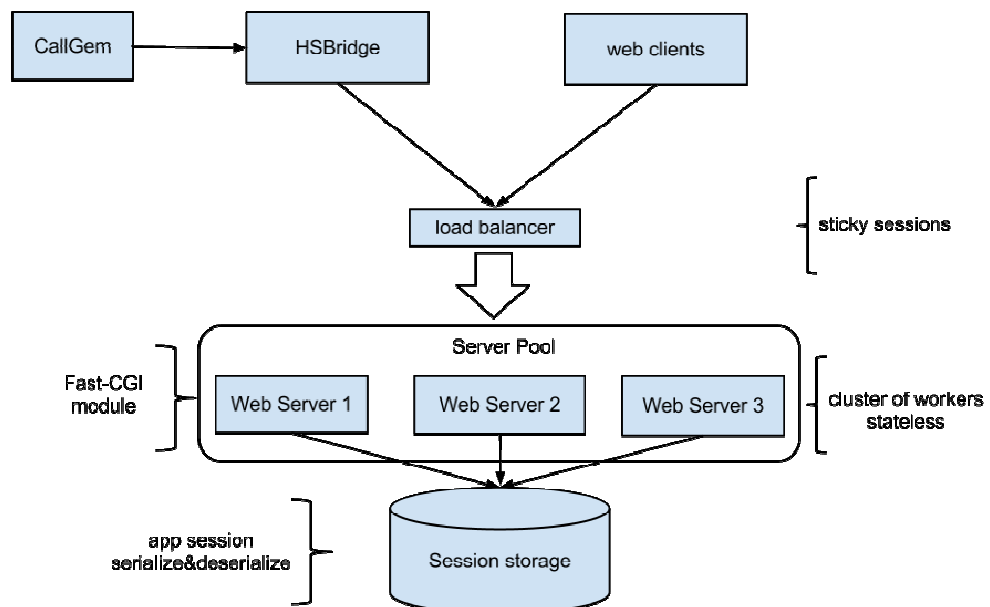 CallGem
HSBridge
web clients
load balancer
sticky sessions
Server Pool
Fast-CGI
module
Web Server 1
Web Server 2
Web Server 3
cluster of workers
stateless
app session
serialize&deserialize
Session storage